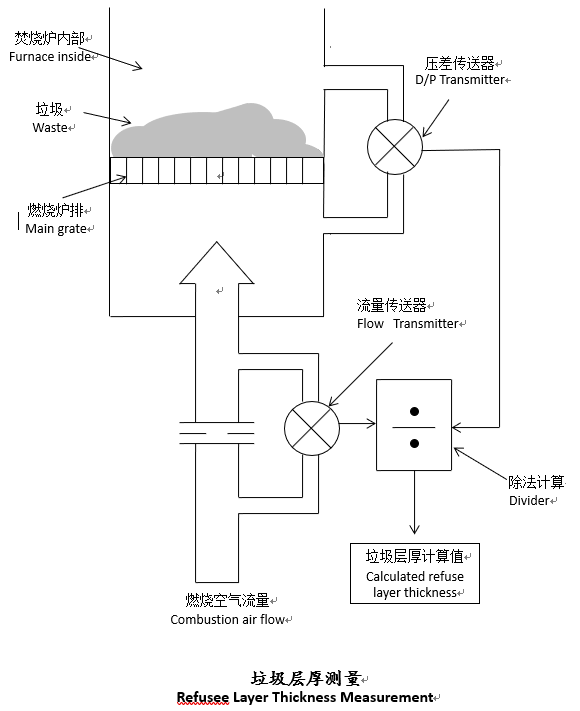 焚烧炉内部
Furnace inside
压差传送器
D/P Transmitter
垃圾
Waste
燃烧炉排
Main grate
流量传送器
Flow Transmitter
除法计算
Divider
垃圾层厚计算值
Calculated refuse
layer thickness
燃烧空气流量
Combustion air flow
垃圾层厚测量
Refusee Layer Thickness Measurement